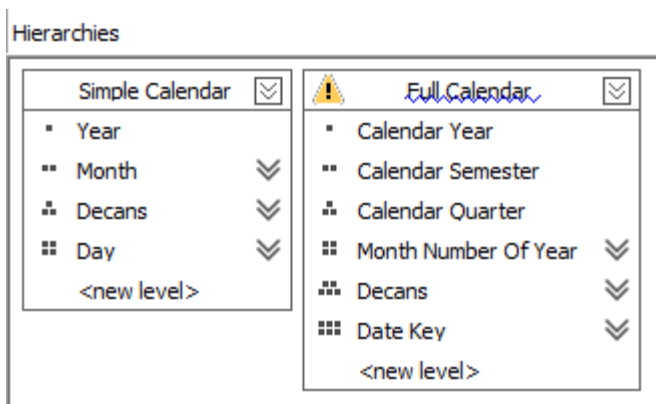 Hierarchies
Simple Calendar
Year
Month
Decans
Day
<new level>
Full Calendar
Calendar Year
Calendar Semester
Calendar Quarter
Month Number Of Year
Decans
Date Key
<new level>